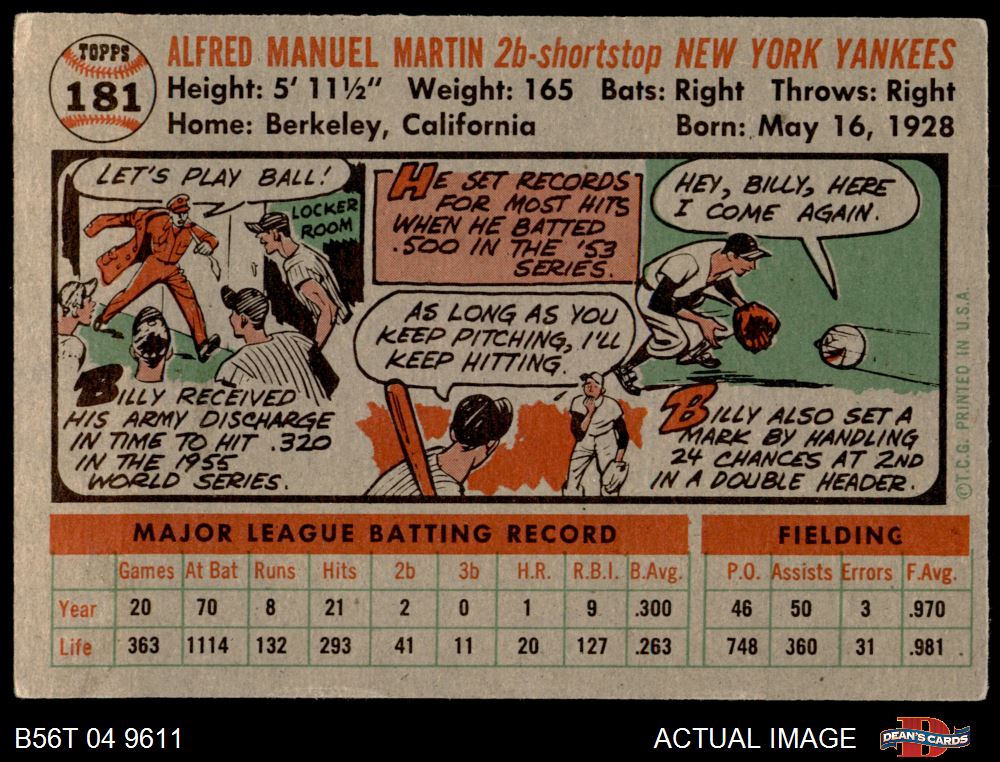 TOPPS
181
ALFRED MANUEL MARTIN 2b-shortstop NEW YORK YANKEES
Height: 5' 11½" Weight: 165 Bats: Right Throws: Right
Home: Berkeley, California Born: May 16, 1928
LET'S PLAY BALL!
LOCKER
ROOM
BILLY RECEIVED
HIS ARMY DISCHARGE
IN TIME TO HIT .320
IN THE 1955
WORLD SERIES.
HE SET RECORDS
FOR MOST HITS
WHEN HE BATTED
.500 IN THE '53
SERIES.
AS LONG AS YOU
KEEP PITCHING, I'LL
KEEP HITTING.
HEY, BILLY, HERE
I COME AGAIN.
BILLY ALSO SET A
MARK BY HANDLING
24 CHANCES AT 2ND
IN A DOUBLE HEADER.
©T.C.G. PRINTED IN U.S.A.
MAJOR LEAGUE BATTING RECORD FIELDING
Games At Bat Runs Hits 2b 3b H.R. R.B.I. B.Avg. P.O. Assists Errors F.Avg.
Year 20 70 8 21 2 0 1 9 .300 46 50 3 .970
Life 363 1114 132 293 41 11 20 127 .263 748 360 31 .981
B56T 04 9611 ACTUAL IMAGE
DEAN'S CARDS